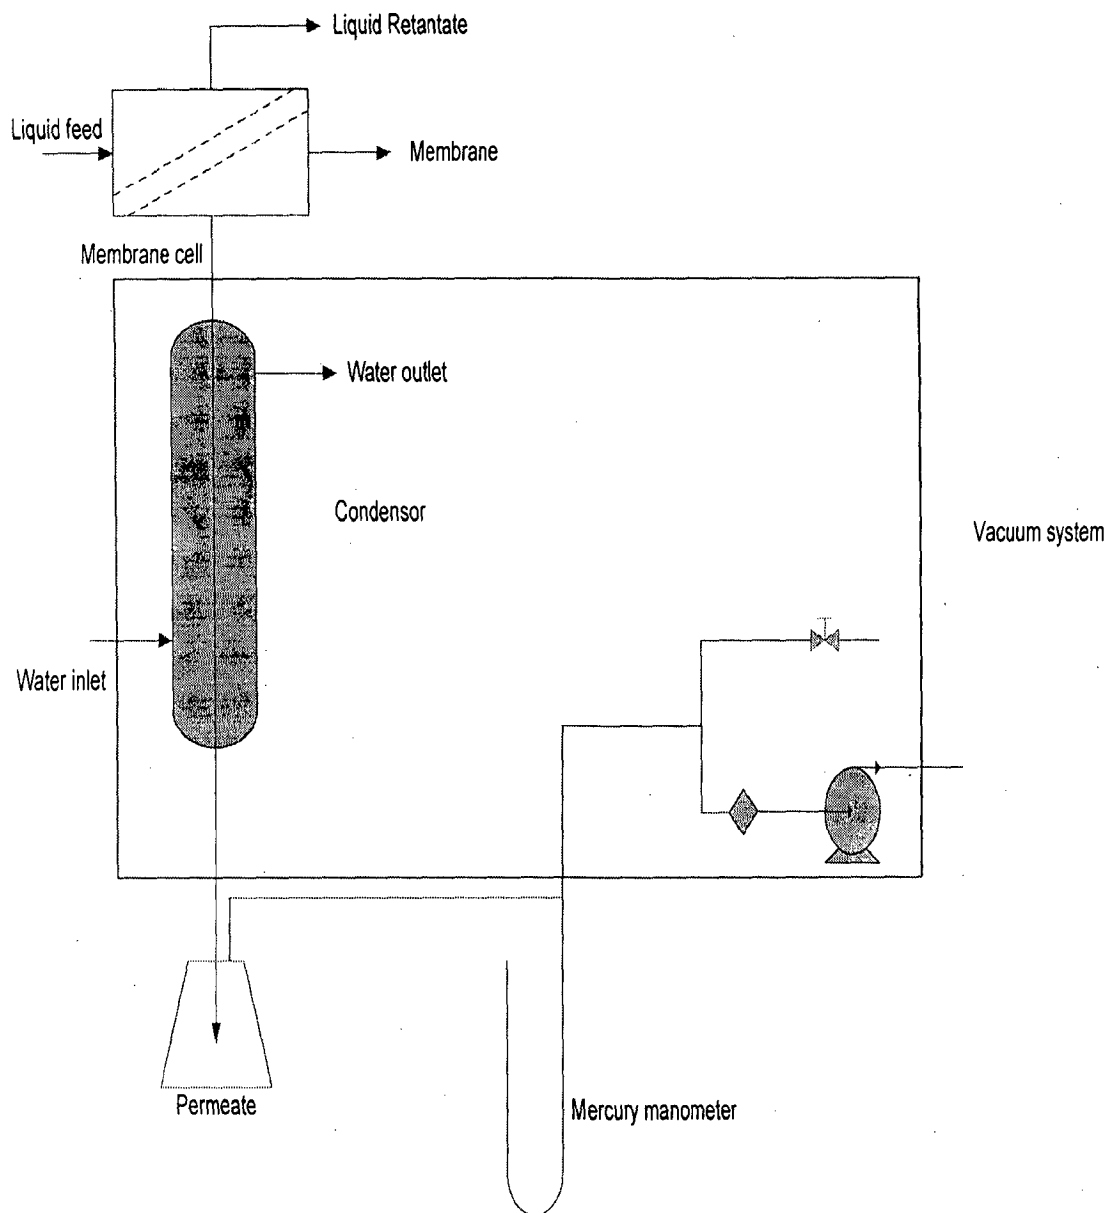 Liquid Retantate
Liquid feed
Membrane
Membrane cell
Water outlet
Condensor
Vacuum system
Water inlet
Permeate
Mercury manometer